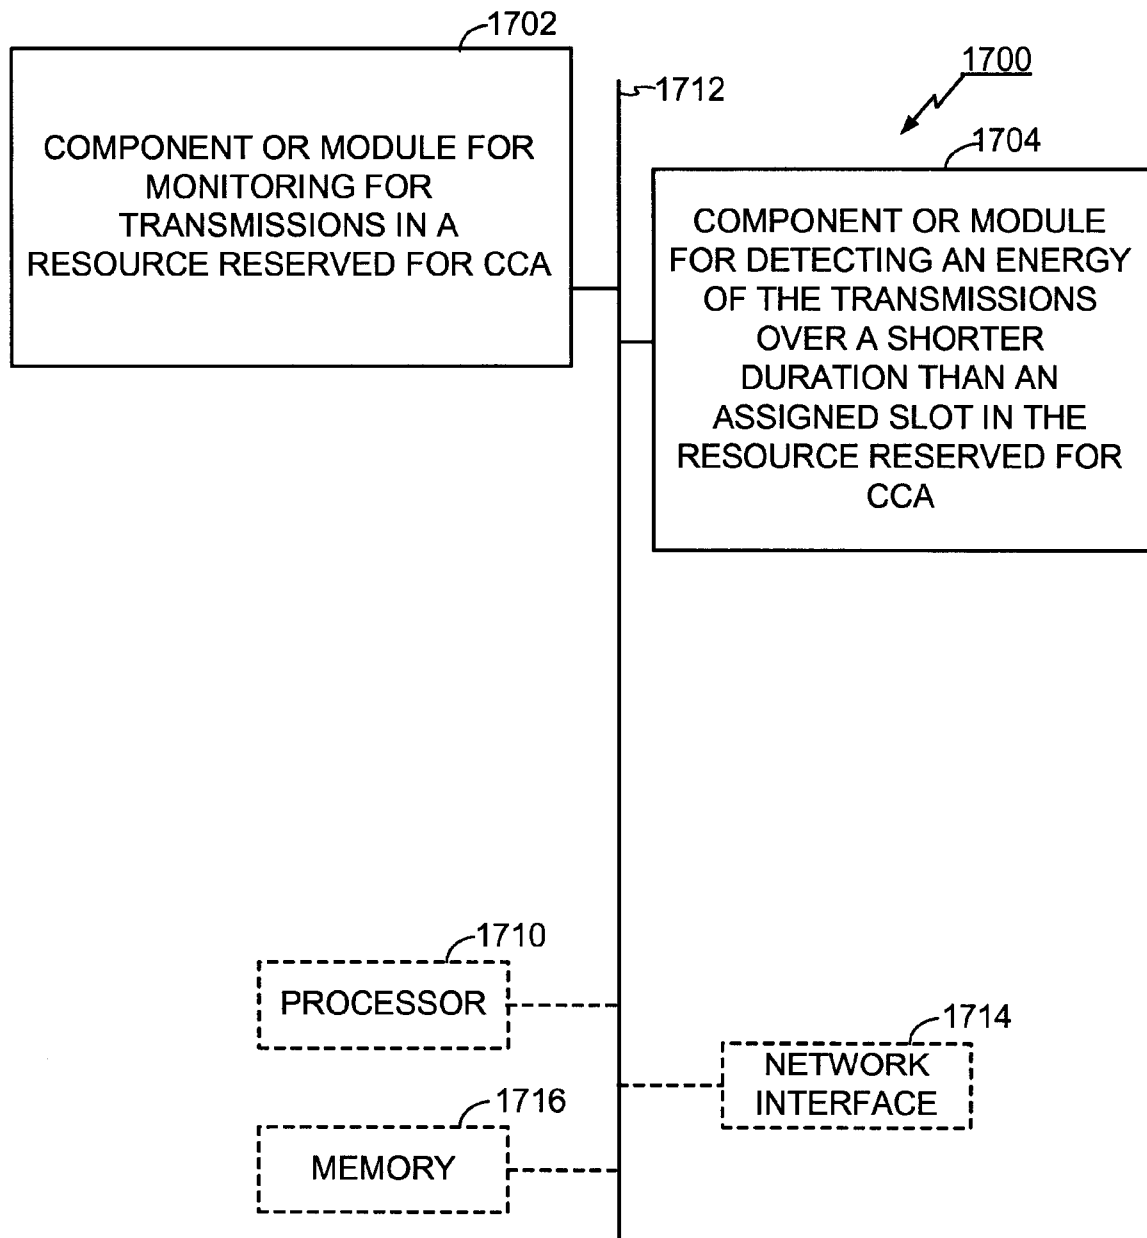 1702
1712
1700
1704
COMPONENT OR MODULE FOR
MONITORING FOR
TRANSMISSIONS IN A
RESOURCE RESERVED FOR CCA
COMPONENT OR MODULE
FOR DETECTING AN ENERGY
OF THE TRANSMISSIONS
OVER A SHORTER
DURATION THAN AN
ASSIGNED SLOT IN THE
RESOURCE RESERVED FOR
CCA
1710
PROCESSOR
1714
NETWORK
INTERFACE
1716
MEMORY